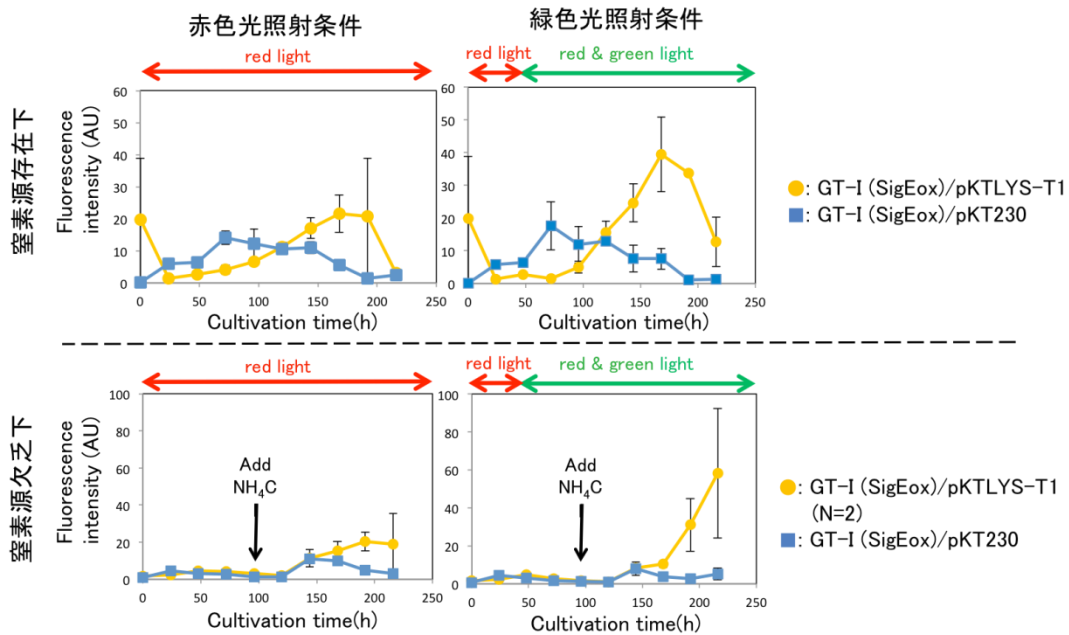 赤色光照射条件
緑色光照射条件
red light
red light
red & green light
窒素源存在下
Fluorescence
intensity (AU)
60
50
40
30
20
10
0
0
50
100
150
200
250
Cultivation time(h)
60
50
40
30
20
10
0
0
50
100
150
200
250
Cultivation time(h)
: GT-I (SigEox)/pKTLYS-T1
: GT-I (SigEox)/pKT230
red light
red light
red & green light
窒素源欠乏下
Fluorescence
intensity (AU)
100
80
60
40
20
0
Add
NH4C
0
50
100
150
200
250
Cultivation time(h)
100
80
60
40
20
0
Add
NH4C
0
50
100
150
200
250
Cultivation time(h)
: GT-I (SigEox)/pKTLYS-T1
(N=2)
: GT-I (SigEox)/pKT230